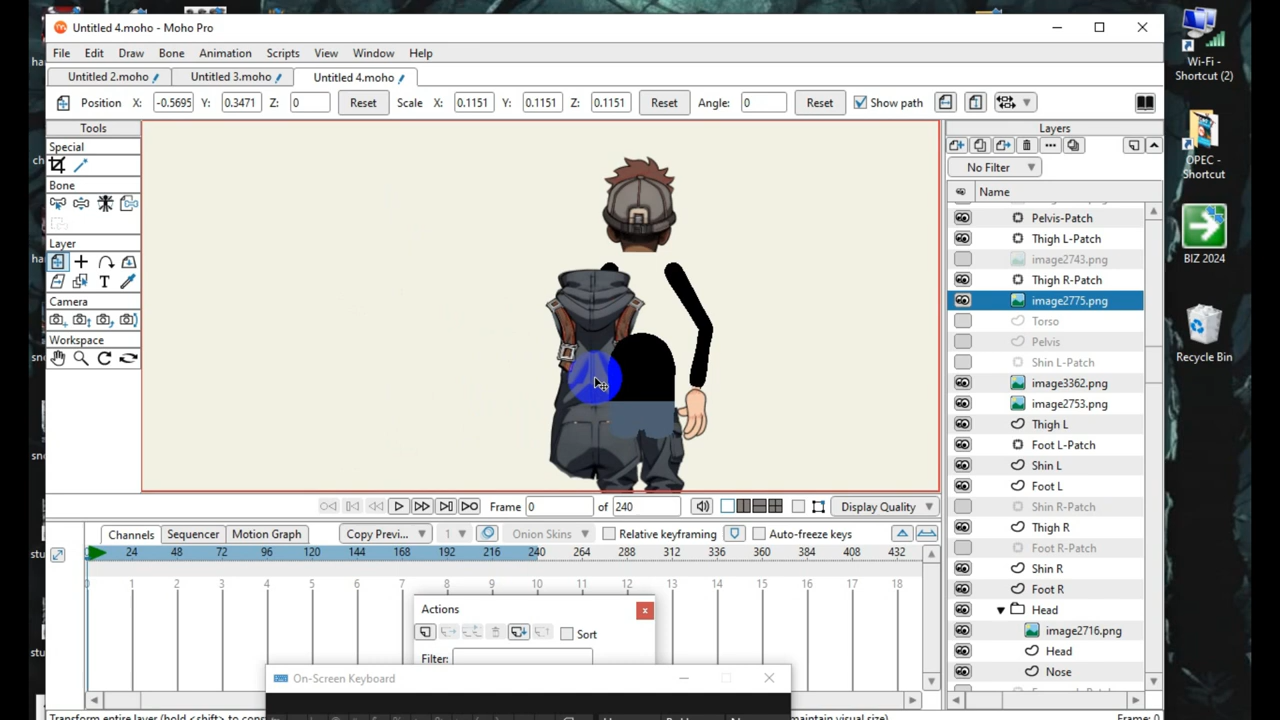 Untitled 4.moho - Moho Pro
File Edit Draw Bone Animation Scripts View Window Help
Untitled 2.moho Untitled 3.moho Untitled 4.moho
Position X: -0.5695 Y: 0.3471 Z: 0 Reset Scale X: 0.1151 Y: 0.1151 Z: 0.1151 Reset Angle: 0 Reset Show path
Tools
Special
Bone
Layer
T
Camera
Workspace
Layers
No Filter
Name
Pelvis-Patch
Thigh L-Patch
image2743.png
Thigh R-Patch
image2775.png
Torso
Pelvis
Shin L-Patch
image3362.png
image2753.png
Thigh L
Foot L-Patch
Shin L
Foot L
Shin R-Patch
Thigh R
Foot R-Patch
Shin R
Foot R
Head
image2716.png
Head
Nose
Frame 0 of 240 Display Quality
Channels Sequencer Motion Graph Copy Previ... 1 Onion Skins Relative keyframing Auto-freeze keys
24 48 72 96 120 144 168 192 216 240 264 288 312 336 360 384 408 432
0 1 2 3 4 5 6 7 8 9 10 11 12 13 14 15 16 17 18
Actions
Sort
Filter:
On-Screen Keyboard
Transform entire layer (hold <shift> to con
maintain visual size)
Frame: 0
Wi-Fi -
Shortcut (2)
OPEC -
Shortcut
BIZ 2024
Recycle Bin